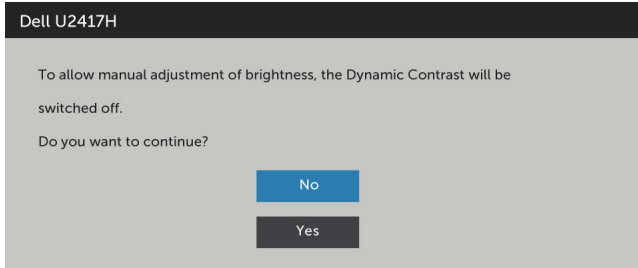 Dell U2417H
To allow manual adjustment of brightness, the Dynamic Contrast will be
switched off.
Do you want to continue?
No
Yes